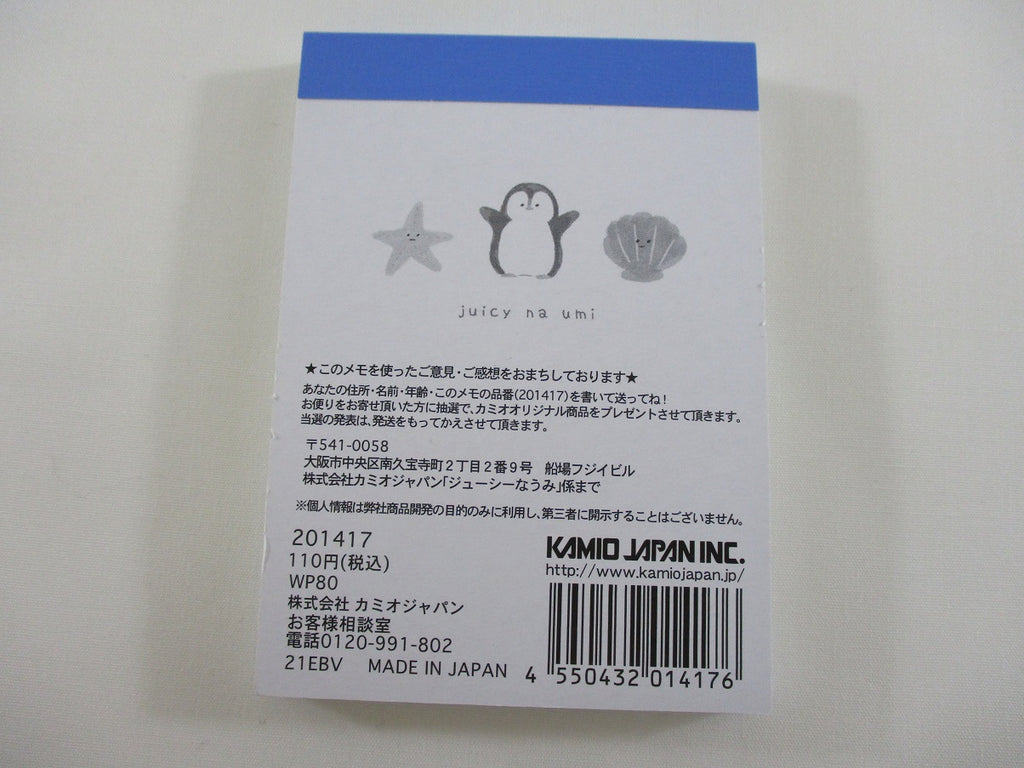 juicy na umi
★このメモを使ったご意見・ご感想をおまちしております★
あなたの住所・名前・年齢・このメモの品番(201417)を書いて送ってね！
お便りをお寄せ頂いた方に抽選で、カミオオリジナル商品をプレゼントさせて頂きます。
当選の発表は、発送をもってかえさせて頂きます。
〒541-0058
大阪市中央区南久宝寺町2丁目2番9号 船場フジイビル
株式会社カミオジャパン「ジューシーなうみ」係まで
※個人情報は弊社商品開発の目的のみに利用し、第三者に開示することはございません。
201417
110円(税込)
WP80
株式会社 カミオジャパン
お客様相談室
電話0120-991-802
21EBV MADE IN JAPAN
KAMIO JAPAN INC.
http://www.kamiojapan.jp/
4 550432 014176